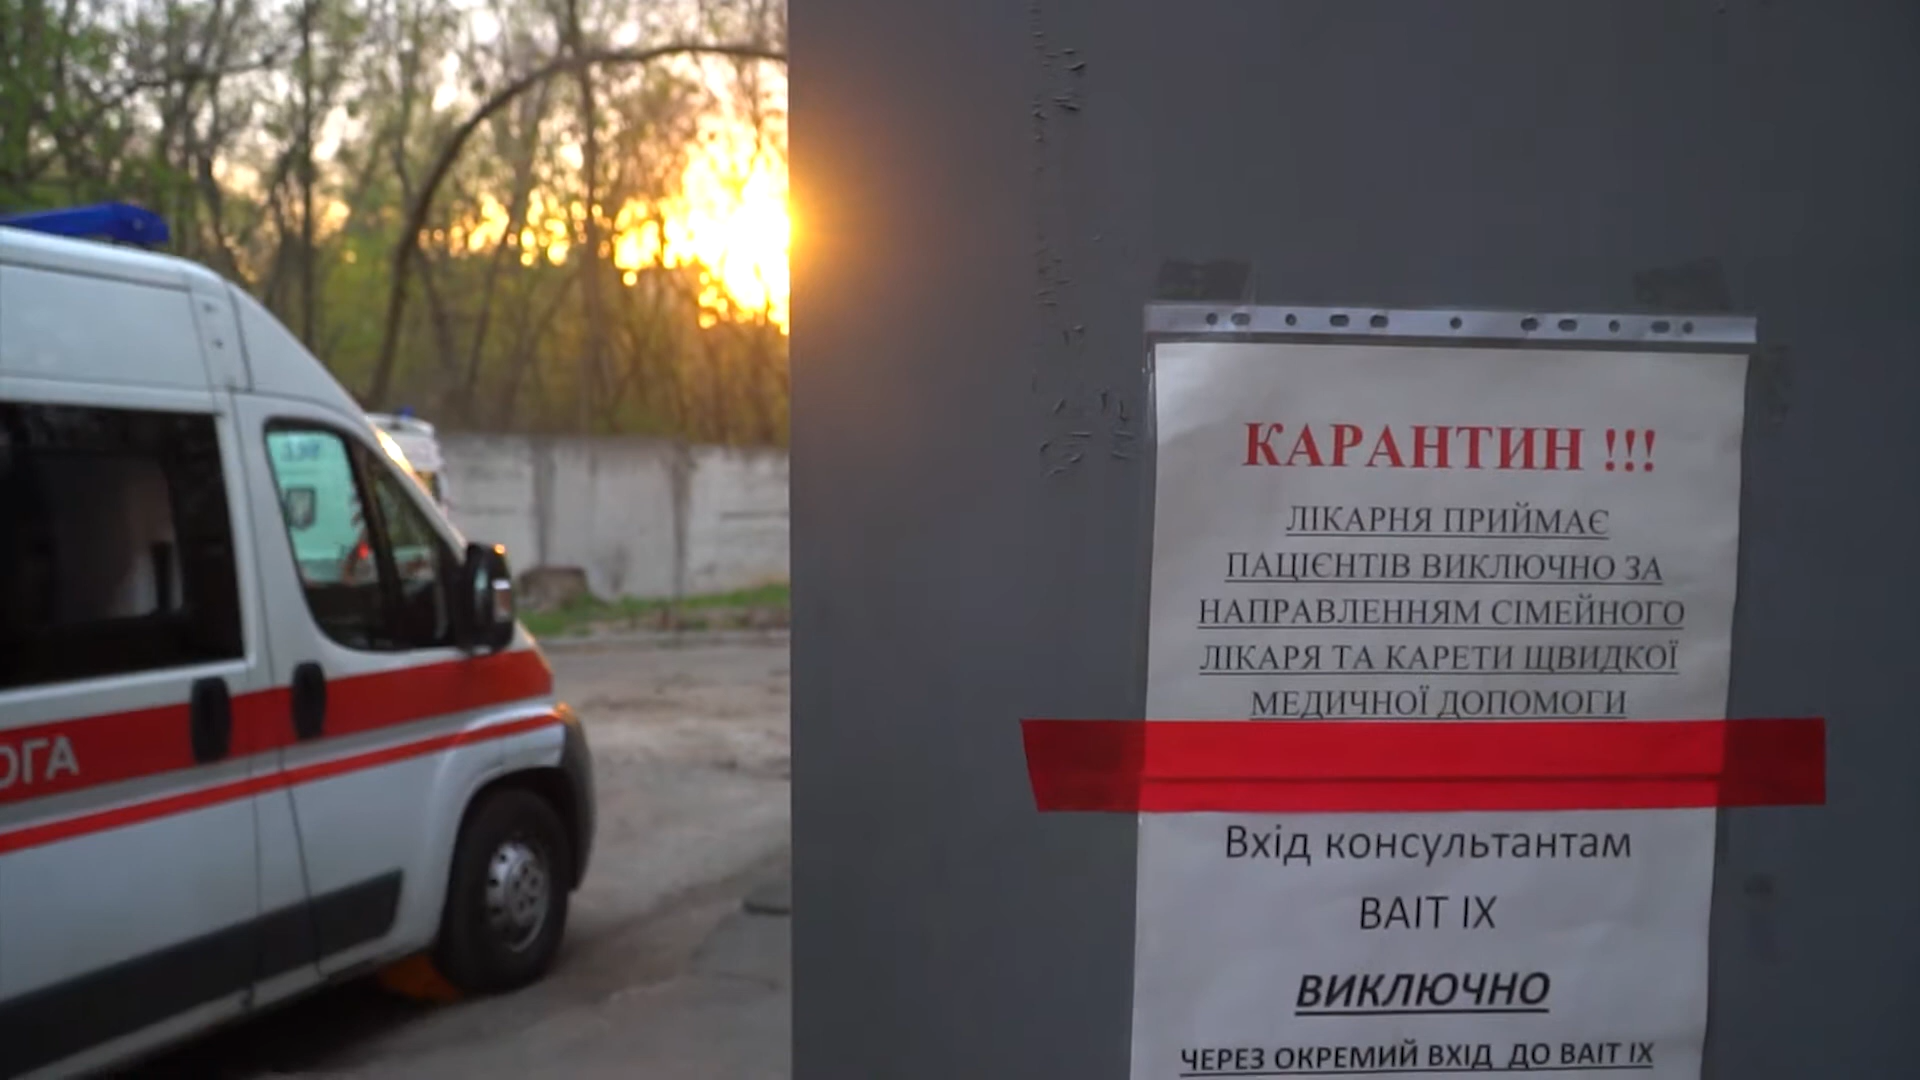 ОГА
КАРАНТИН !!!
ЛІКАРНЯ ПРИЙМАЄ
ПАЦІЄНТІВ ВИКЛЮЧНО ЗА
НАПРАВЛЕННЯМ СІМЕЙНОГО
ЛІКАРЯ ТА КАРЕТИ ЩВИДКОЇ
МЕДИЧНОЇ ДОПОМОГИ
Вхід консультантам
ВАІТ ІХ
ВИКЛЮЧНО
ЧЕРЕЗ ОКРЕМИЙ ВХІД ДО ВАІТ ІХ